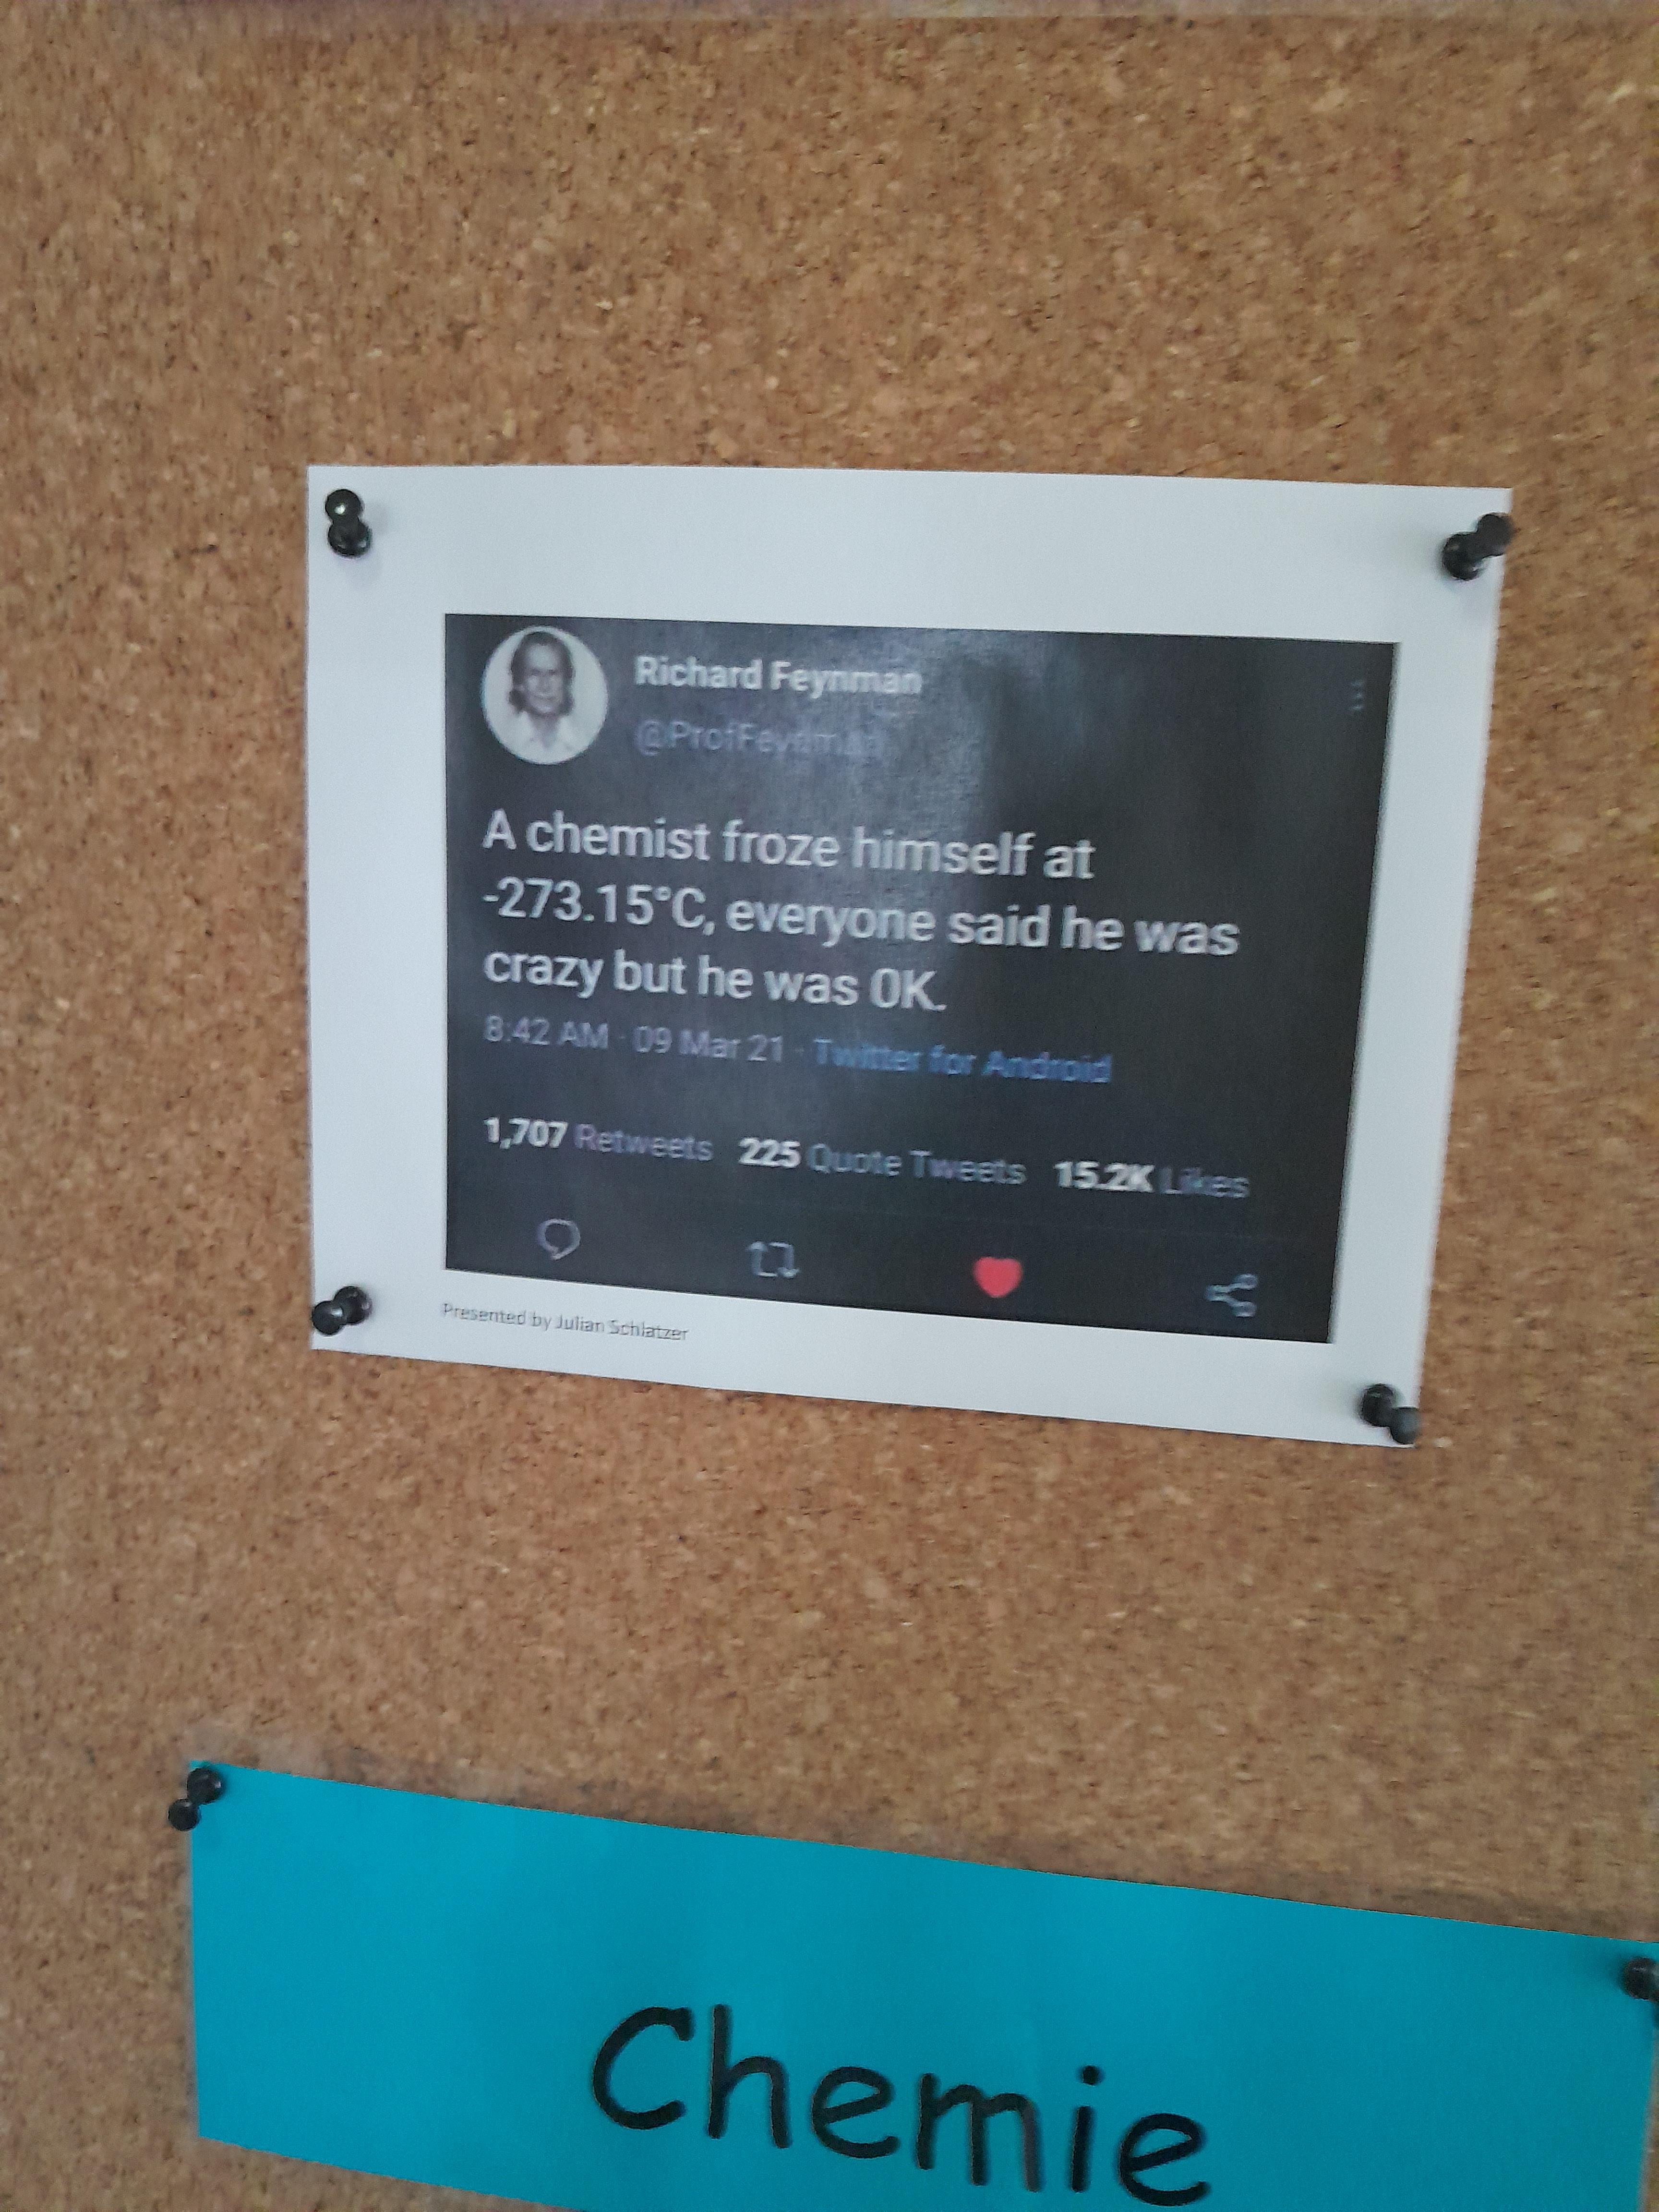 Richard Feynman
@ProfFeynman
A chemist froze himself at
-273.15°C, everyone said he was
crazy but he was 0K.
8:42 AM · 09 Mar 21 · Twitter for Android
1,707 Retweets 225 Quote Tweets 15.2K Likes
Presented by Julian Schlatzer
Chemie